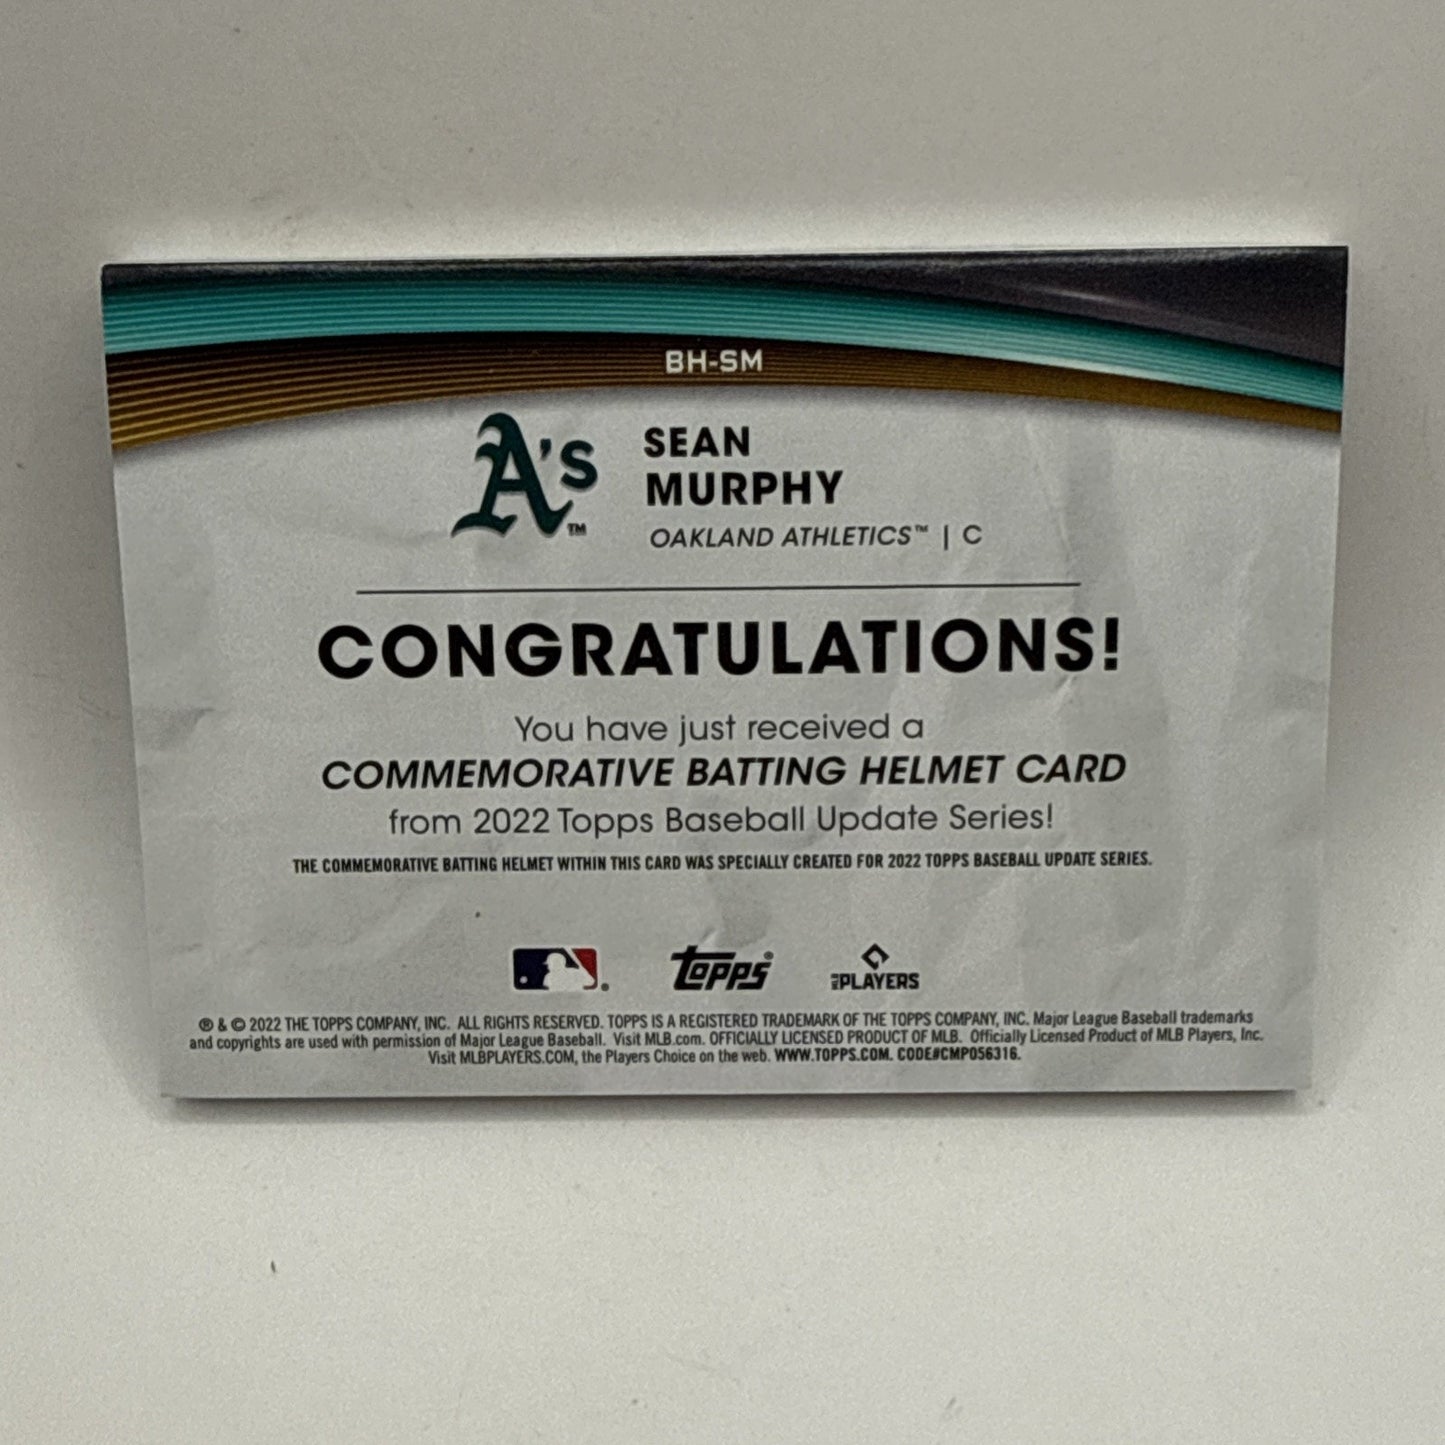 BH-SM
A's™
SEAN
MURPHY
OAKLAND ATHLETICS™ | C
CONGRATULATIONS!
You have just received a
COMMEMORATIVE BATTING HELMET CARD
from 2022 Topps Baseball Update Series!
THE COMMEMORATIVE BATTING HELMET WITHIN THIS CARD WAS SPECIALLY CREATED FOR 2022 TOPPS BASEBALL UPDATE SERIES.
® topps® MLBPLAYERS
® & © 2022 THE TOPPS COMPANY, INC. ALL RIGHTS RESERVED. TOPPS IS A REGISTERED TRADEMARK OF THE TOPPS COMPANY, INC. Major League Baseball trademarks
and copyrights are used with permission of Major League Baseball. Visit MLB.com. OFFICIALLY LICENSED PRODUCT OF MLB. Officially Licensed Product of MLB Players, Inc.
Visit MLBPLAYERS.COM, the Players Choice on the web. WWW.TOPPS.COM. CODE#CMP056316.